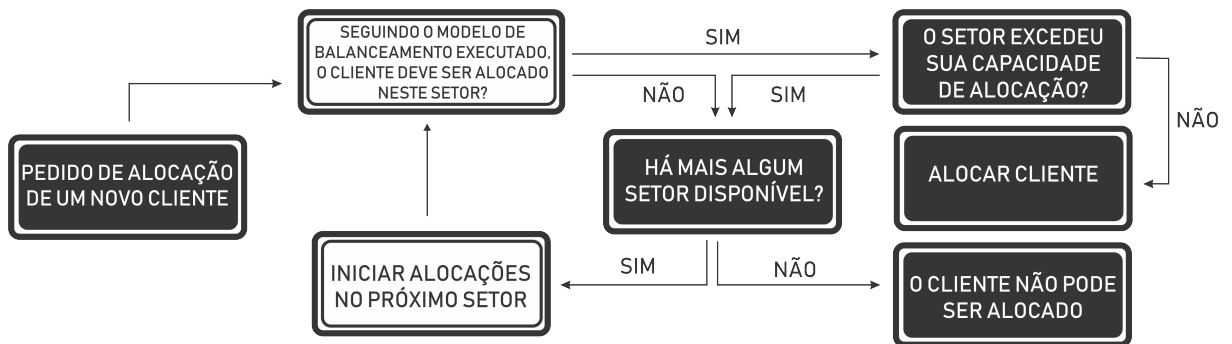 SEGUINDO O MODELO DE
BALANCEAMENTO EXECUTADO,
O CLIENTE DEVE SER ALOCADO
NESTE SETOR?
SIM
O SETOR EXCEDEU
SUA CAPACIDADE
DE ALOCAÇÃO?
NÃO
SIM
NÃO
PEDIDO DE ALOCAÇÃO
DE UM NOVO CLIENTE
HÁ MAIS ALGUM
SETOR DISPONÍVEL?
ALOCAR CLIENTE
INICIAR ALOCAÇÕES
NO PRÓXIMO SETOR
SIM
NÃO
O CLIENTE NÃO PODE
SER ALOCADO